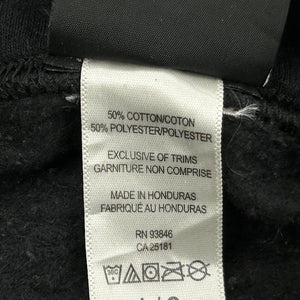 50% COTTON/COTON
50% POLYESTER/POLYESTER
EXCLUSIVE OF TRIMS
GARNITURE NON COMPRISE
MADE IN HONDURAS
FABRIQUÉ AU HONDURAS
RN 93846
CA 25181